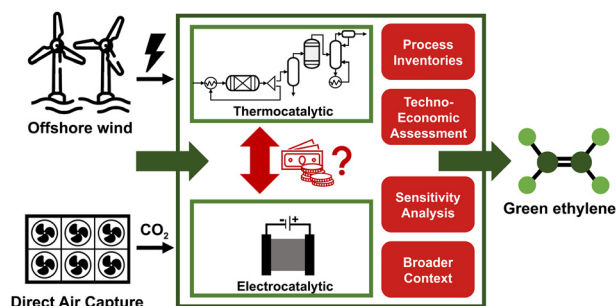 Offshore wind
Thermocatalytic
Process
Inventories
Techno-
Economic
Assessment
?
Green ethylene
CO2
Direct Air Capture
- +
Electrocatalytic
Sensitivity
Analysis
Broader
Context